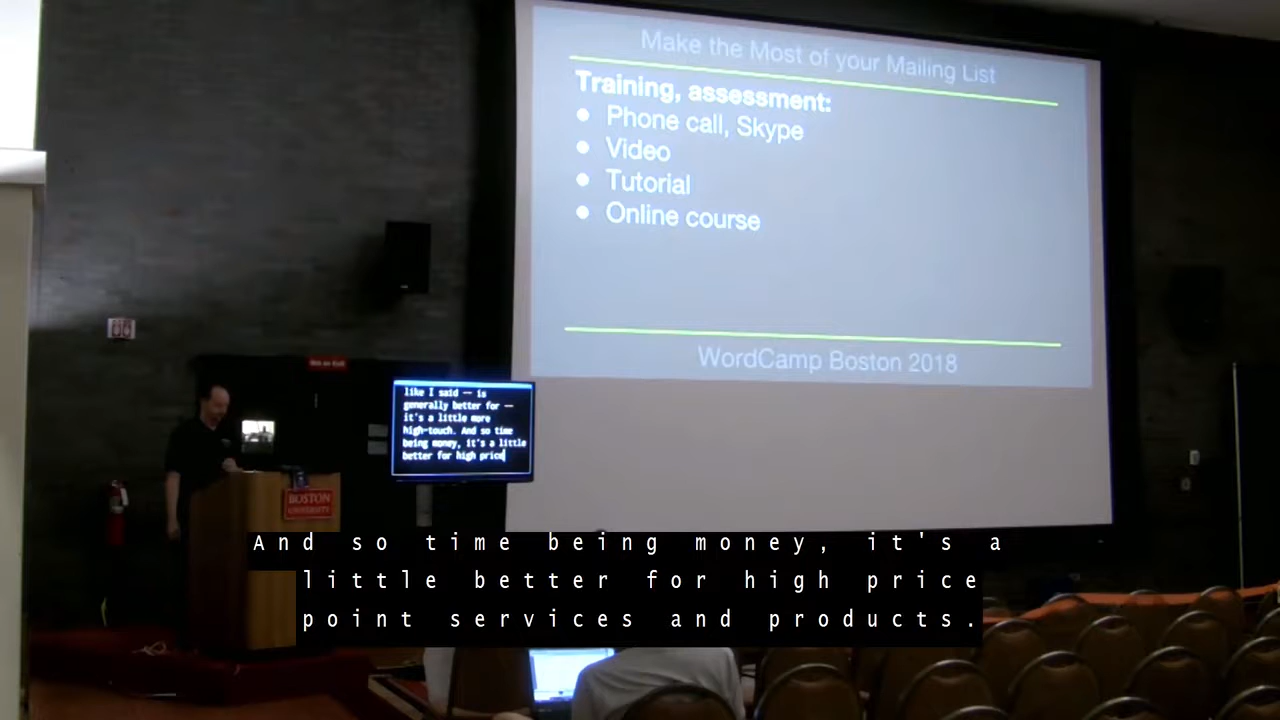 Make the Most of your Mailing List
Training, assessment:
● Phone call, Skype
● Video
● Tutorial
● Online course
WordCamp Boston 2018
like I said -- is
generally better for --
it's a little more
high-touch. And so time
being money, it's a little
better for high price
BOSTON
UNIVERSITY
And so time being money, it's a
little better for high price
point services and products.